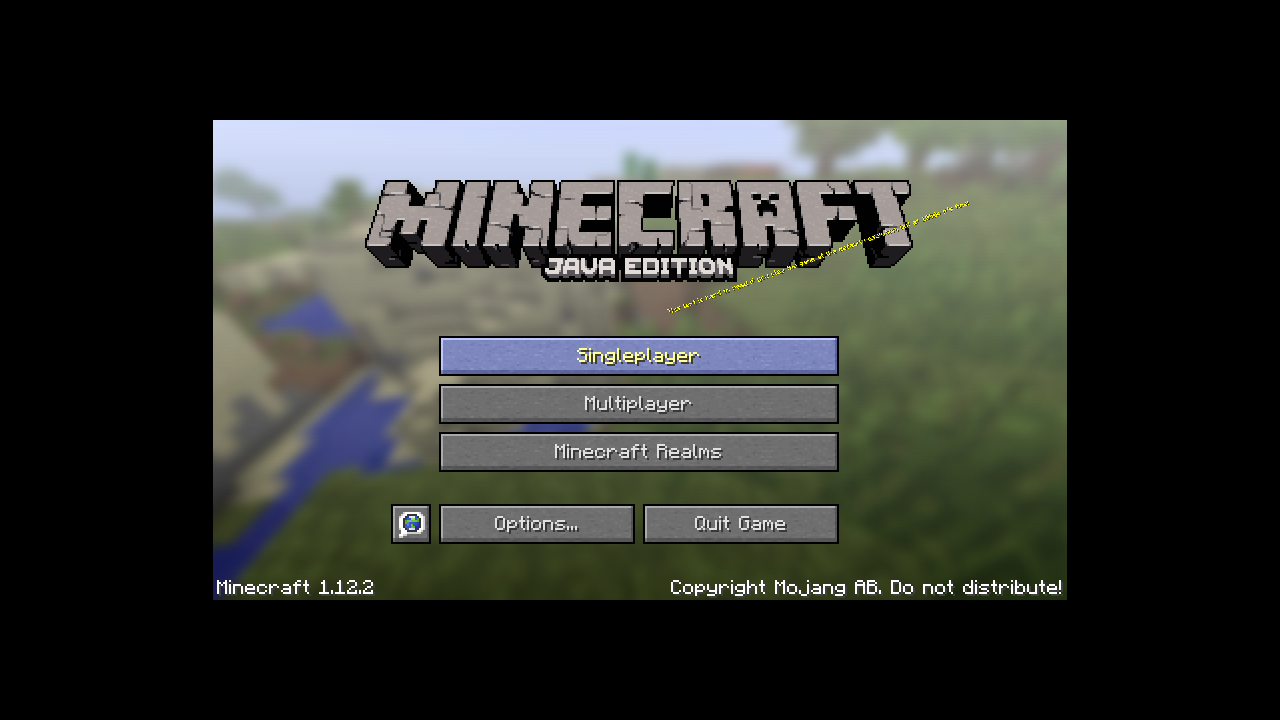 MINECRAFT
JAVA EDITION
Singleplayer
Multiplayer
Minecraft Realms
Options...
Quit Game
Minecraft 1.12.2
Copyright Mojang AB. Do not distribute!